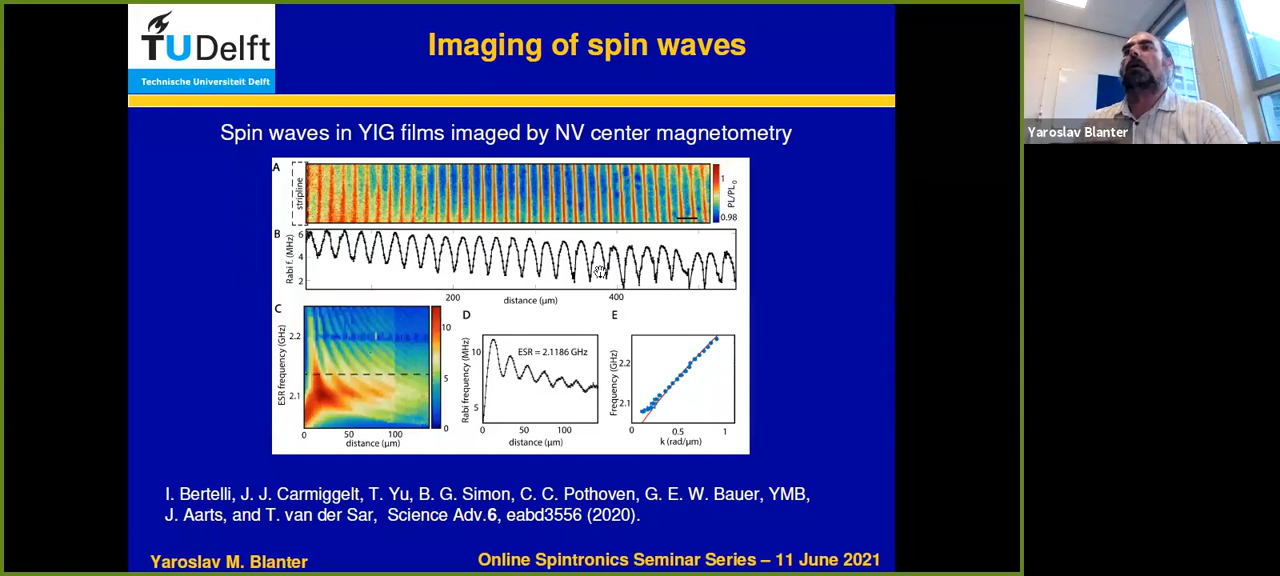 TUDelft
Technische Universiteit Delft
Imaging of spin waves
Yaroslav Blanter
Spin waves in YIG films imaged by NV center magnetometry
A
stripline
1
PL/PL₀
0.98
B
Rabi f. (MHz)
6
4
2
200
400
distance (μm)
C
ESR frequency (GHz)
2.2
2.1
10
5
0
0
50
100
distance (μm)
D
Rabi frequency (MHz)
10
5
ESR = 2.1186 GHz
0
50
100
distance (μm)
E
Frequency (GHz)
2.2
2.1
0
0.5
1
k (rad/μm)
I. Bertelli, J. J. Carmiggelt, T. Yu, B. G. Simon, C. C. Pothoven, G. E. W. Bauer, YMB,
J. Aarts, and T. van der Sar, Science Adv.6, eabd3556 (2020).
Yaroslav M. Blanter
Online Spintronics Seminar Series – 11 June 2021